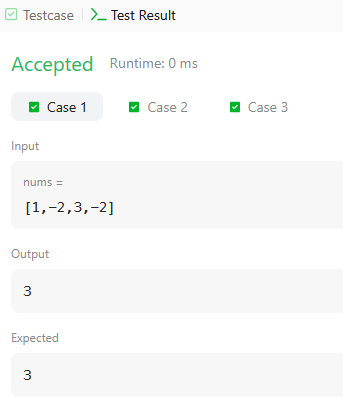 Testcase Test Result
Accepted Runtime: 0 ms
Case 1 Case 2 Case 3
Input
nums =
[1,-2,3,-2]
Output
3
Expected
3